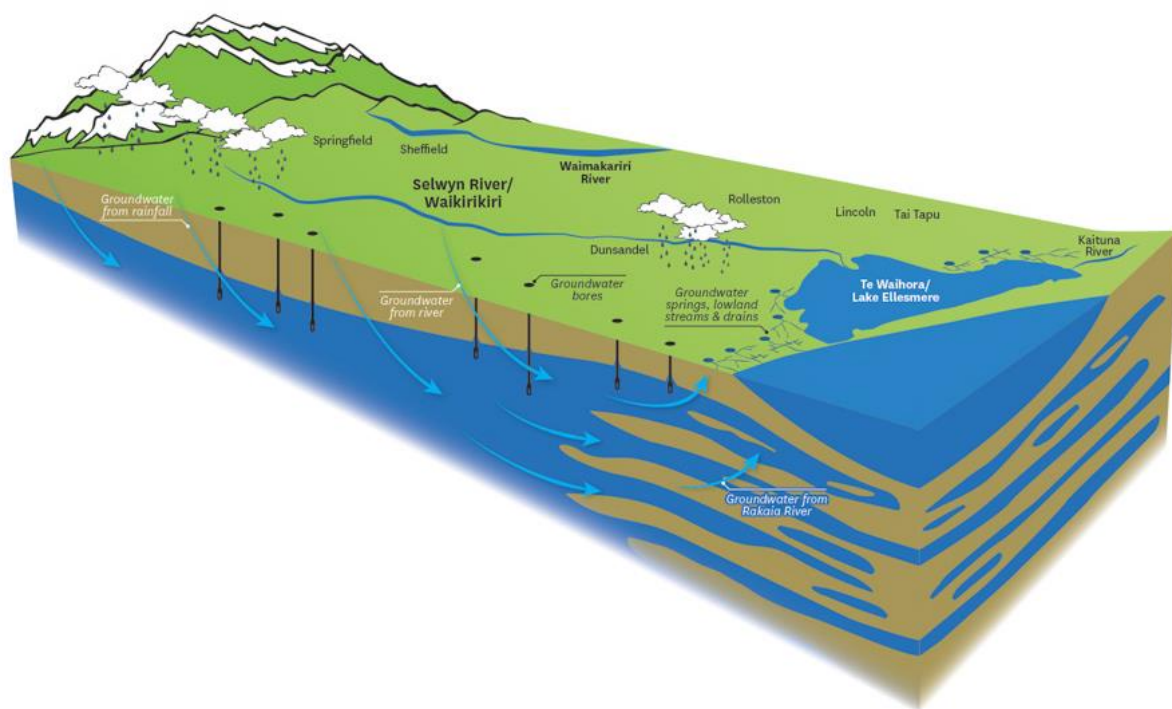 Springfield
Sheffield
Waimakariri
River
Selwyn River/
Waikirikiri
Groundwater
from rainfall
Rolleston
Lincoln
Tai Tapu
Dunsandel
Kaituna
River
Groundwater
from river
Groundwater
bores
Groundwater
springs, lowland
streams & drains
Te Waihora/
Lake Ellesmere
Groundwater from
Rakaia River